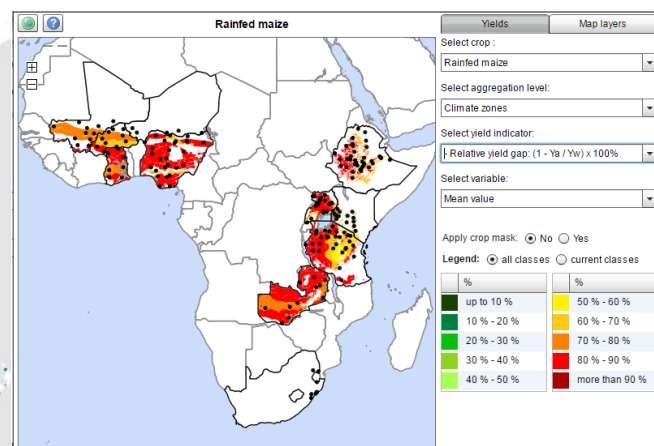 Rainfed maize
Yields
Map layers
Select crop :
Rainfed maize
Select aggregation level:
Climate zones
Select yield indicator:
- Relative yield gap: (1 - Ya / Yw) x 100%
Select variable:
Mean value
Apply crop mask: No Yes
Legend: all classes current classes
%
up to 10 %
10 % - 20 %
20 % - 30 %
30 % - 40 %
40 % - 50 %
%
50 % - 60 %
60 % - 70 %
70 % - 80 %
80 % - 90 %
more than 90 %